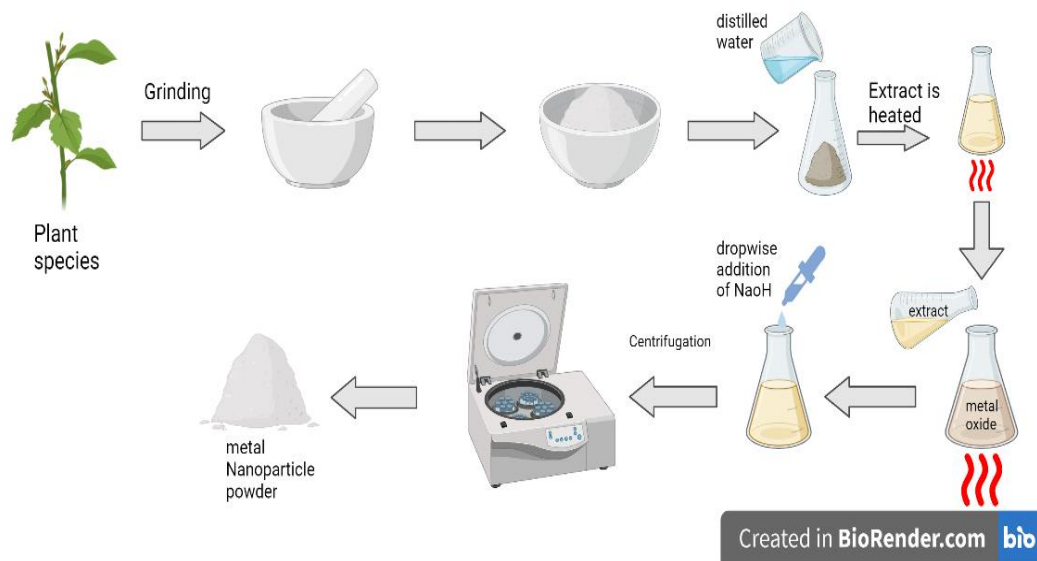 distilled
water
Grinding
Extract is
heated
Plant
species
dropwise
addition
of NaoH
extract
Centrifugation
metal
oxide
metal
Nanoparticle
powder
Created in BioRender.com
bio